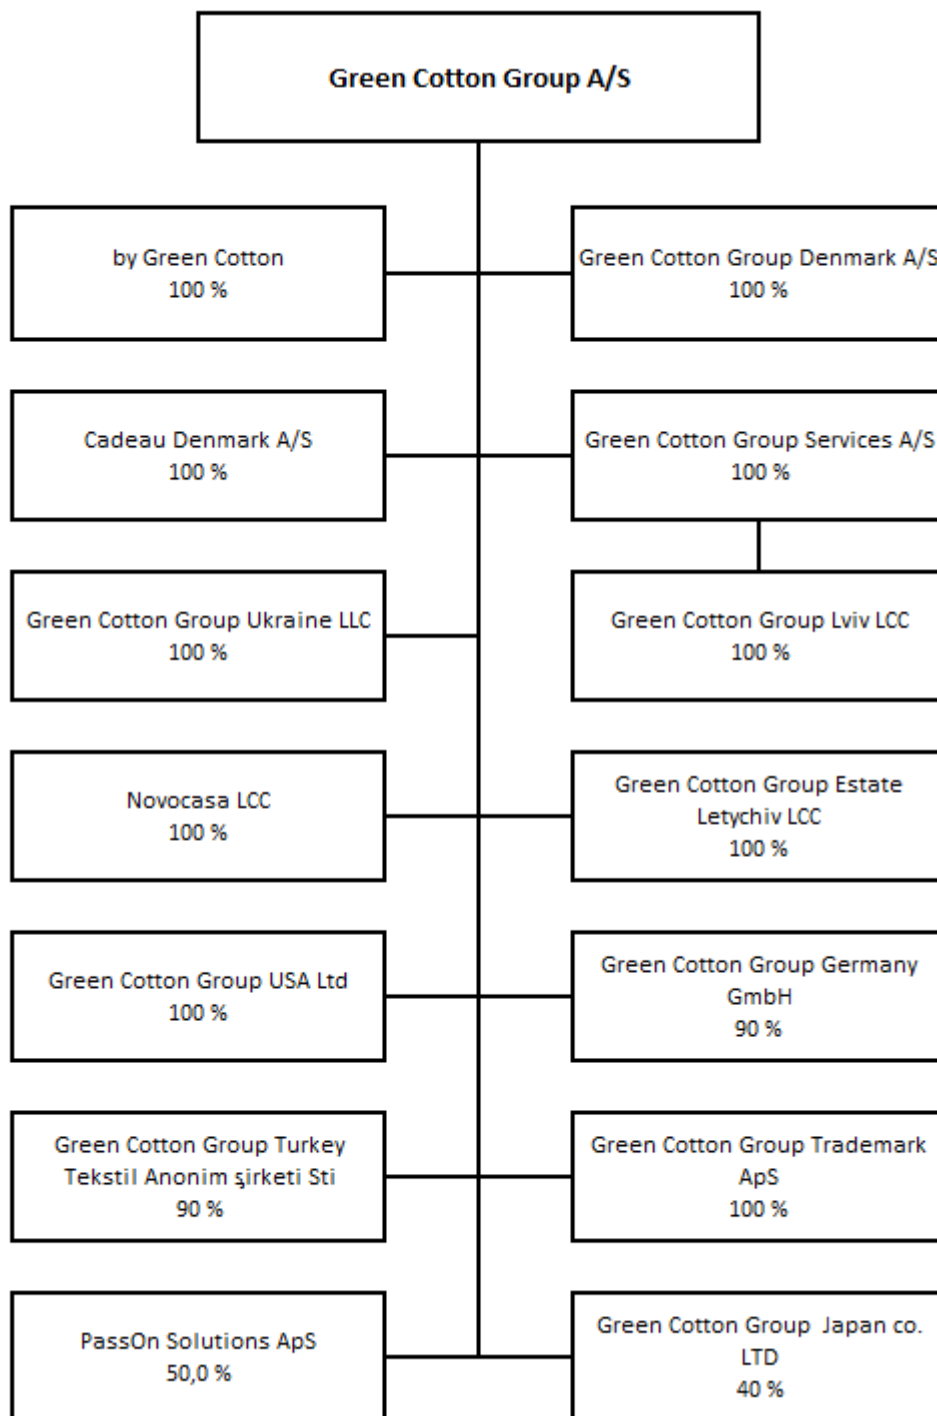 Green Cotton Group A/S
by Green Cotton
100 %
Green Cotton Group Denmark A/S
100 %
Cadeau Denmark A/S
100 %
Green Cotton Group Services A/S
100 %
Green Cotton Group Ukraine LLC
100 %
Green Cotton Group Lviv LCC
100 %
Novocasa LCC
100 %
Green Cotton Group Estate
Letychiv LCC
100 %
Green Cotton Group USA Ltd
100 %
Green Cotton Group Germany
GmbH
90 %
Green Cotton Group Turkey
Tekstil Anonim şirketi Sti
90 %
Green Cotton Group Trademark
ApS
100 %
PassOn Solutions ApS
50,0 %
Green Cotton Group Japan co.
LTD
40 %